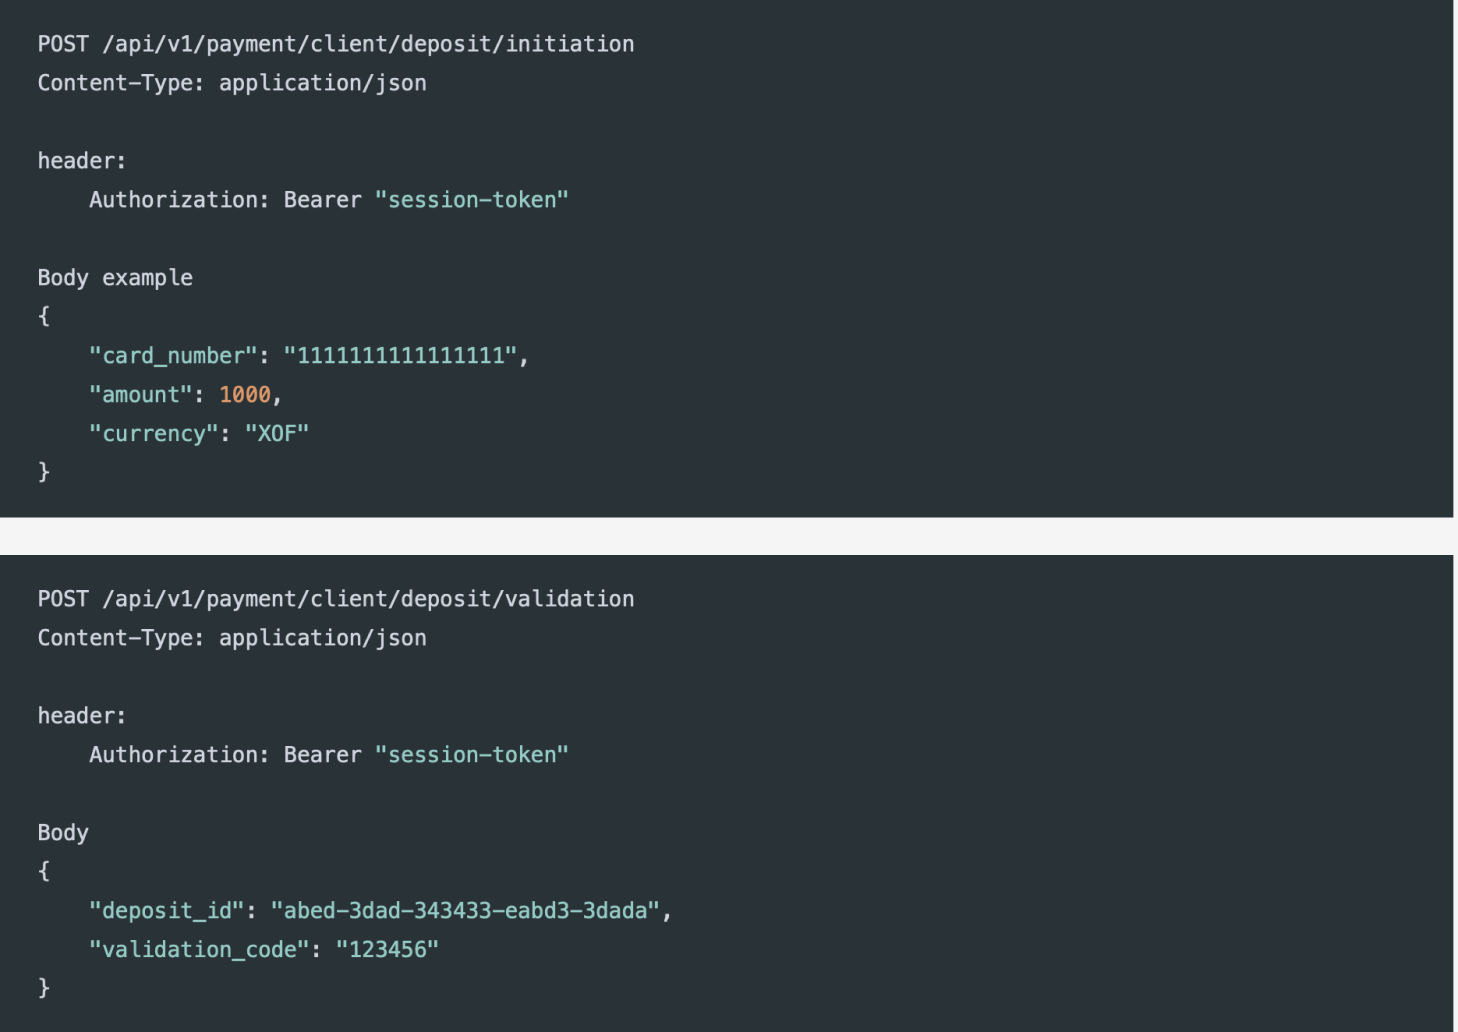 POST /api/v1/payment/client/deposit/initiation
Content-Type: application/json
header:
Authorization: Bearer "session-token"
Body example
{
"card_number": "1111111111111111",
"amount": 1000,
"currency": "XOF"
}
POST /api/v1/payment/client/deposit/validation
Content-Type: application/json
header:
Authorization: Bearer "session-token"
Body
{
"deposit_id": "abed-3dad-343433-eabd3-3dada",
"validation_code": "123456"
}